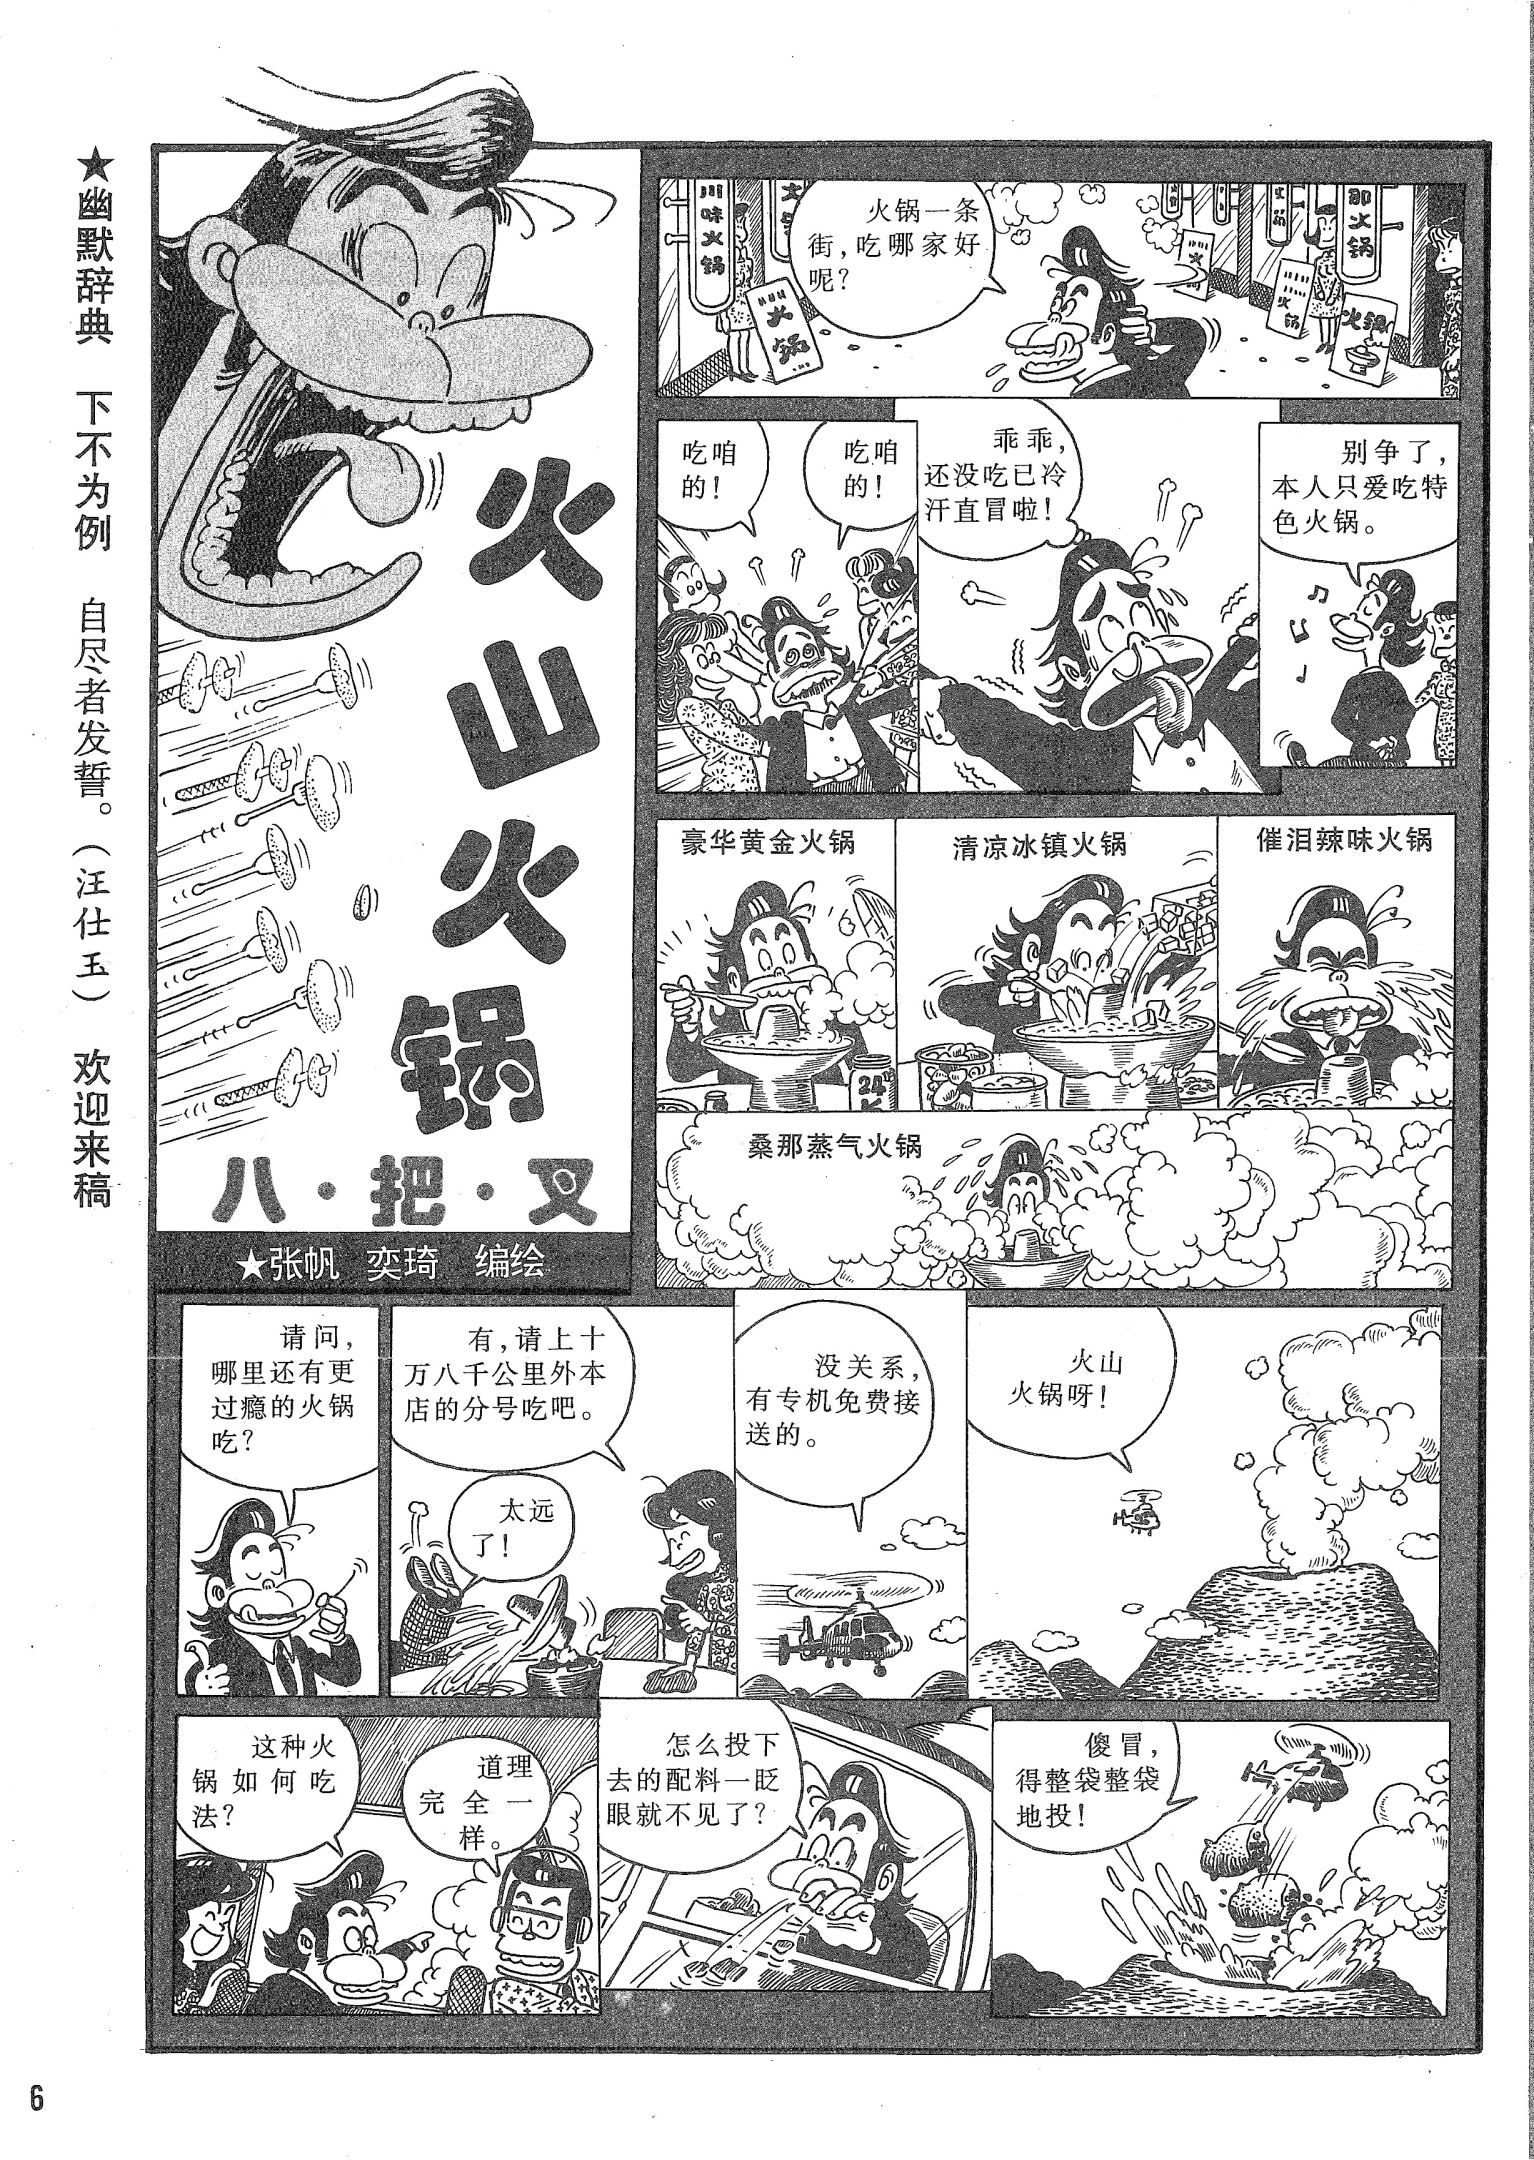 ★幽默辞典 下不为例 自尽者发誓。（汪仕玉） 欢迎来稿
火山火锅
八·把·叉
★张帆 奕琦 编绘
川味火锅
火锅
火锅一条
街，吃哪家好
呢？
火
火锅
火锅
火锅
吃咱
的！
吃咱
的！
乖乖，
还没吃已冷
汗直冒啦！
别争了，
本人只爱吃特
色火锅。
豪华黄金火锅
24
K
清凉冰镇火锅
催泪辣味火锅
桑那蒸气火锅
请问，
哪里还有更
过瘾的火锅
吃？
有，请上十
万八千公里外本
店的分号吃吧。
太远
了！
没关系，
有专机免费接
送的。
火山
火锅呀！
这种火
锅如何吃
法？
道理
完全一
样。
怎么投下
去的配料一眨
眼就不见了？
傻冒，
得整袋整袋
地投！
6